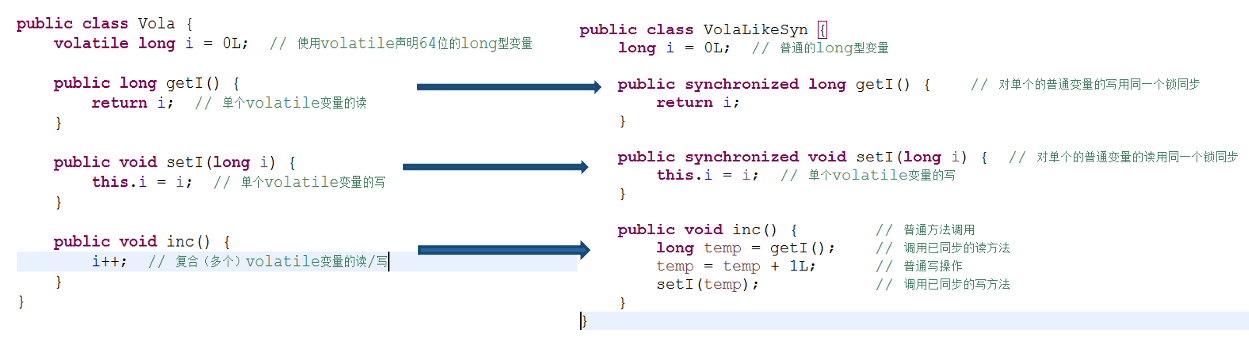 public class Vola {
volatile long i = 0L; // 使用volatile声明64位的long型变量
public long getI() {
return i; // 单个volatile变量的读
}
public void setI(long i) {
this.i = i; // 单个volatile变量的写
}
public void inc() {
i++; // 复合（多个）volatile变量的读/写
}
}
public class VolaLikeSyn {
long i = 0L; // 普通的long型变量
public synchronized long getI() { // 对单个的普通变量的写用同一个锁同步
return i;
}
public synchronized void setI(long i) { // 对单个的普通变量的读用同一个锁同步
this.i = i; // 单个volatile变量的写
}
public void inc() { // 普通方法调用
long temp = getI(); // 调用已同步的读方法
temp = temp + 1L; // 普通写操作
setI(temp); // 调用已同步的写方法
}
}